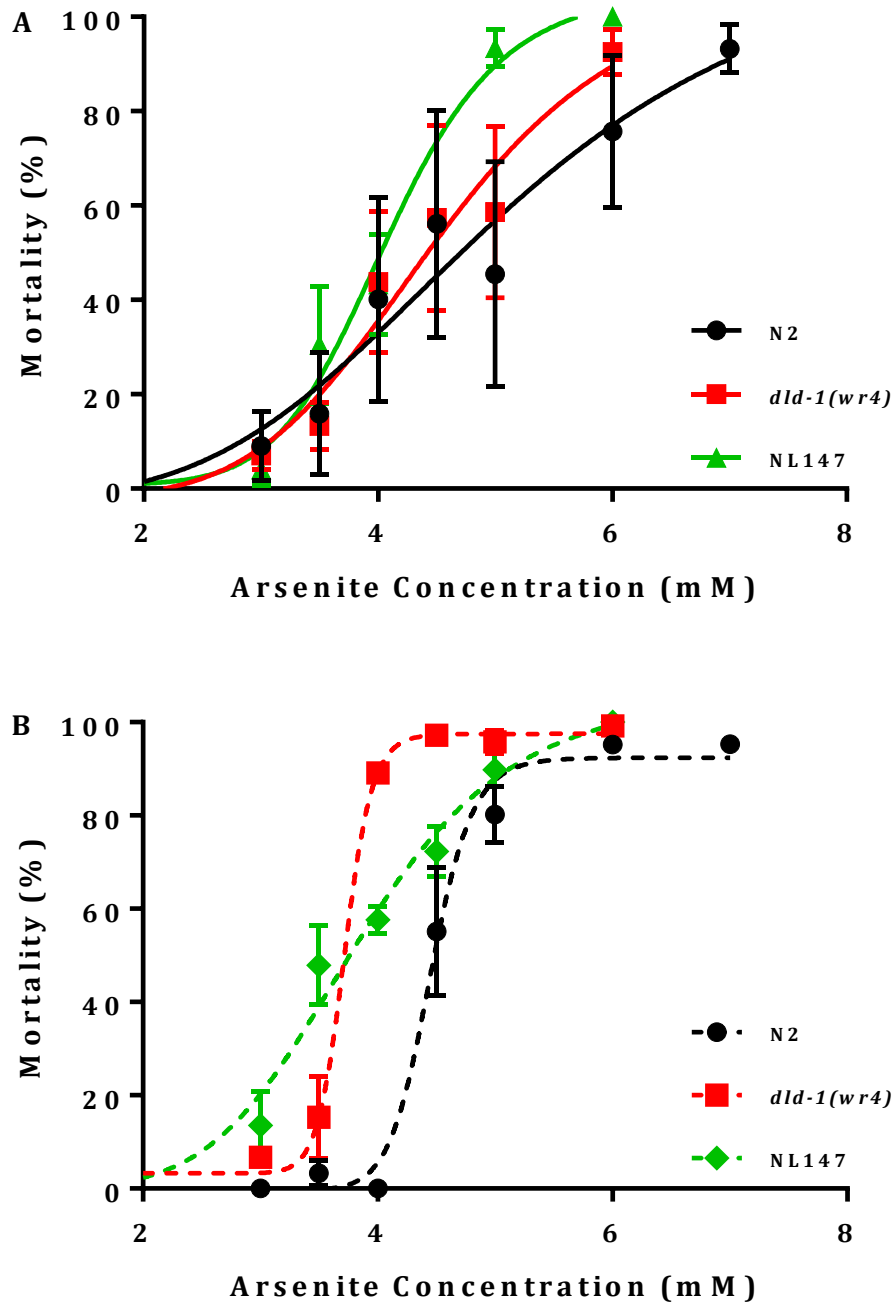 A
Mortality (%)
100
80
60
40
20
0
2 4 6 8
Arsenite Concentration (mM)
N2
dld-1(wr4)
NL147
B
Mortality (%)
100
80
60
40
20
0
2 4 6 8
Arsenite Concentration (mM)
N2
dld-1(wr4)
NL147